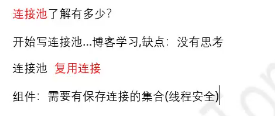 连接池了解有多少？
开始写连接池...博客学习,缺点：没有思考
连接池  复用连接
组件：需要有保存连接的集合(线程安全)